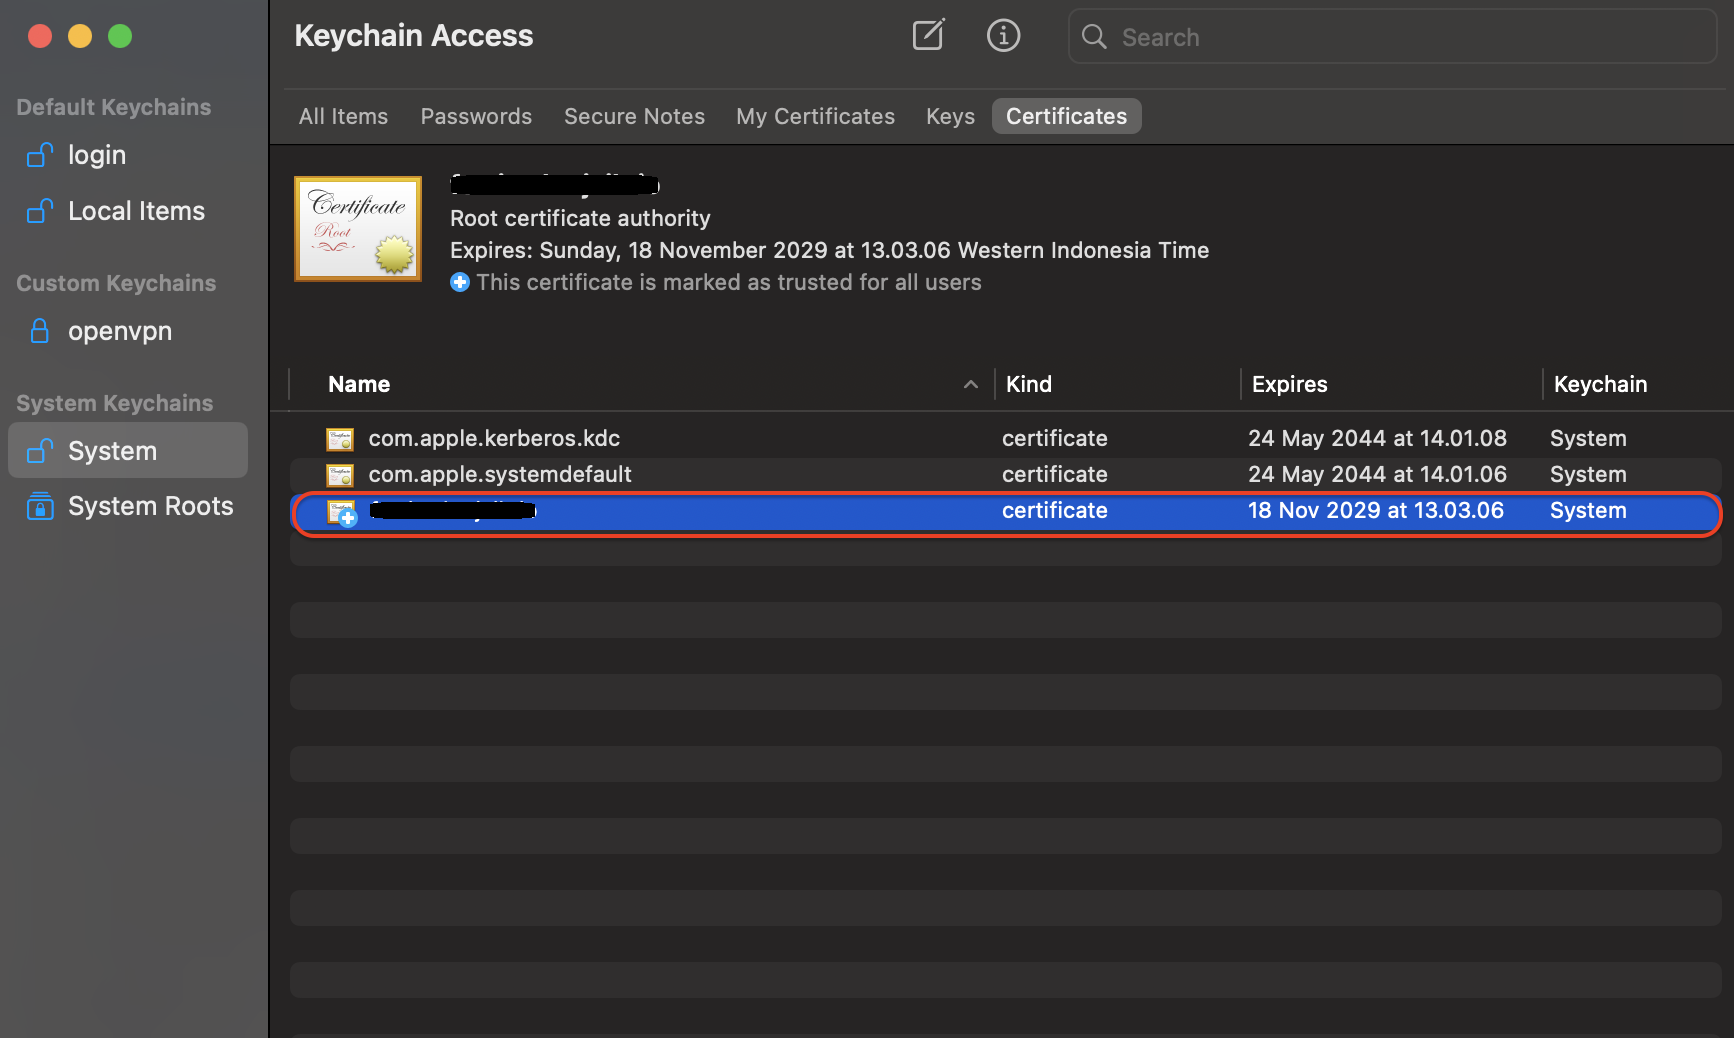 Keychain Access
Search
Default Keychains
login
Local Items
Custom Keychains
openvpn
System Keychains
System
System Roots
All Items Passwords Secure Notes My Certificates Keys Certificates
Certificate
Root
Root certificate authority
Expires: Sunday, 18 November 2029 at 13.03.06 Western Indonesia Time
This certificate is marked as trusted for all users
Name Kind Expires Keychain
com.apple.kerberos.kdc certificate 24 May 2044 at 14.01.08 System
com.apple.systemdefault certificate 24 May 2044 at 14.01.06 System
certificate 18 Nov 2029 at 13.03.06 System